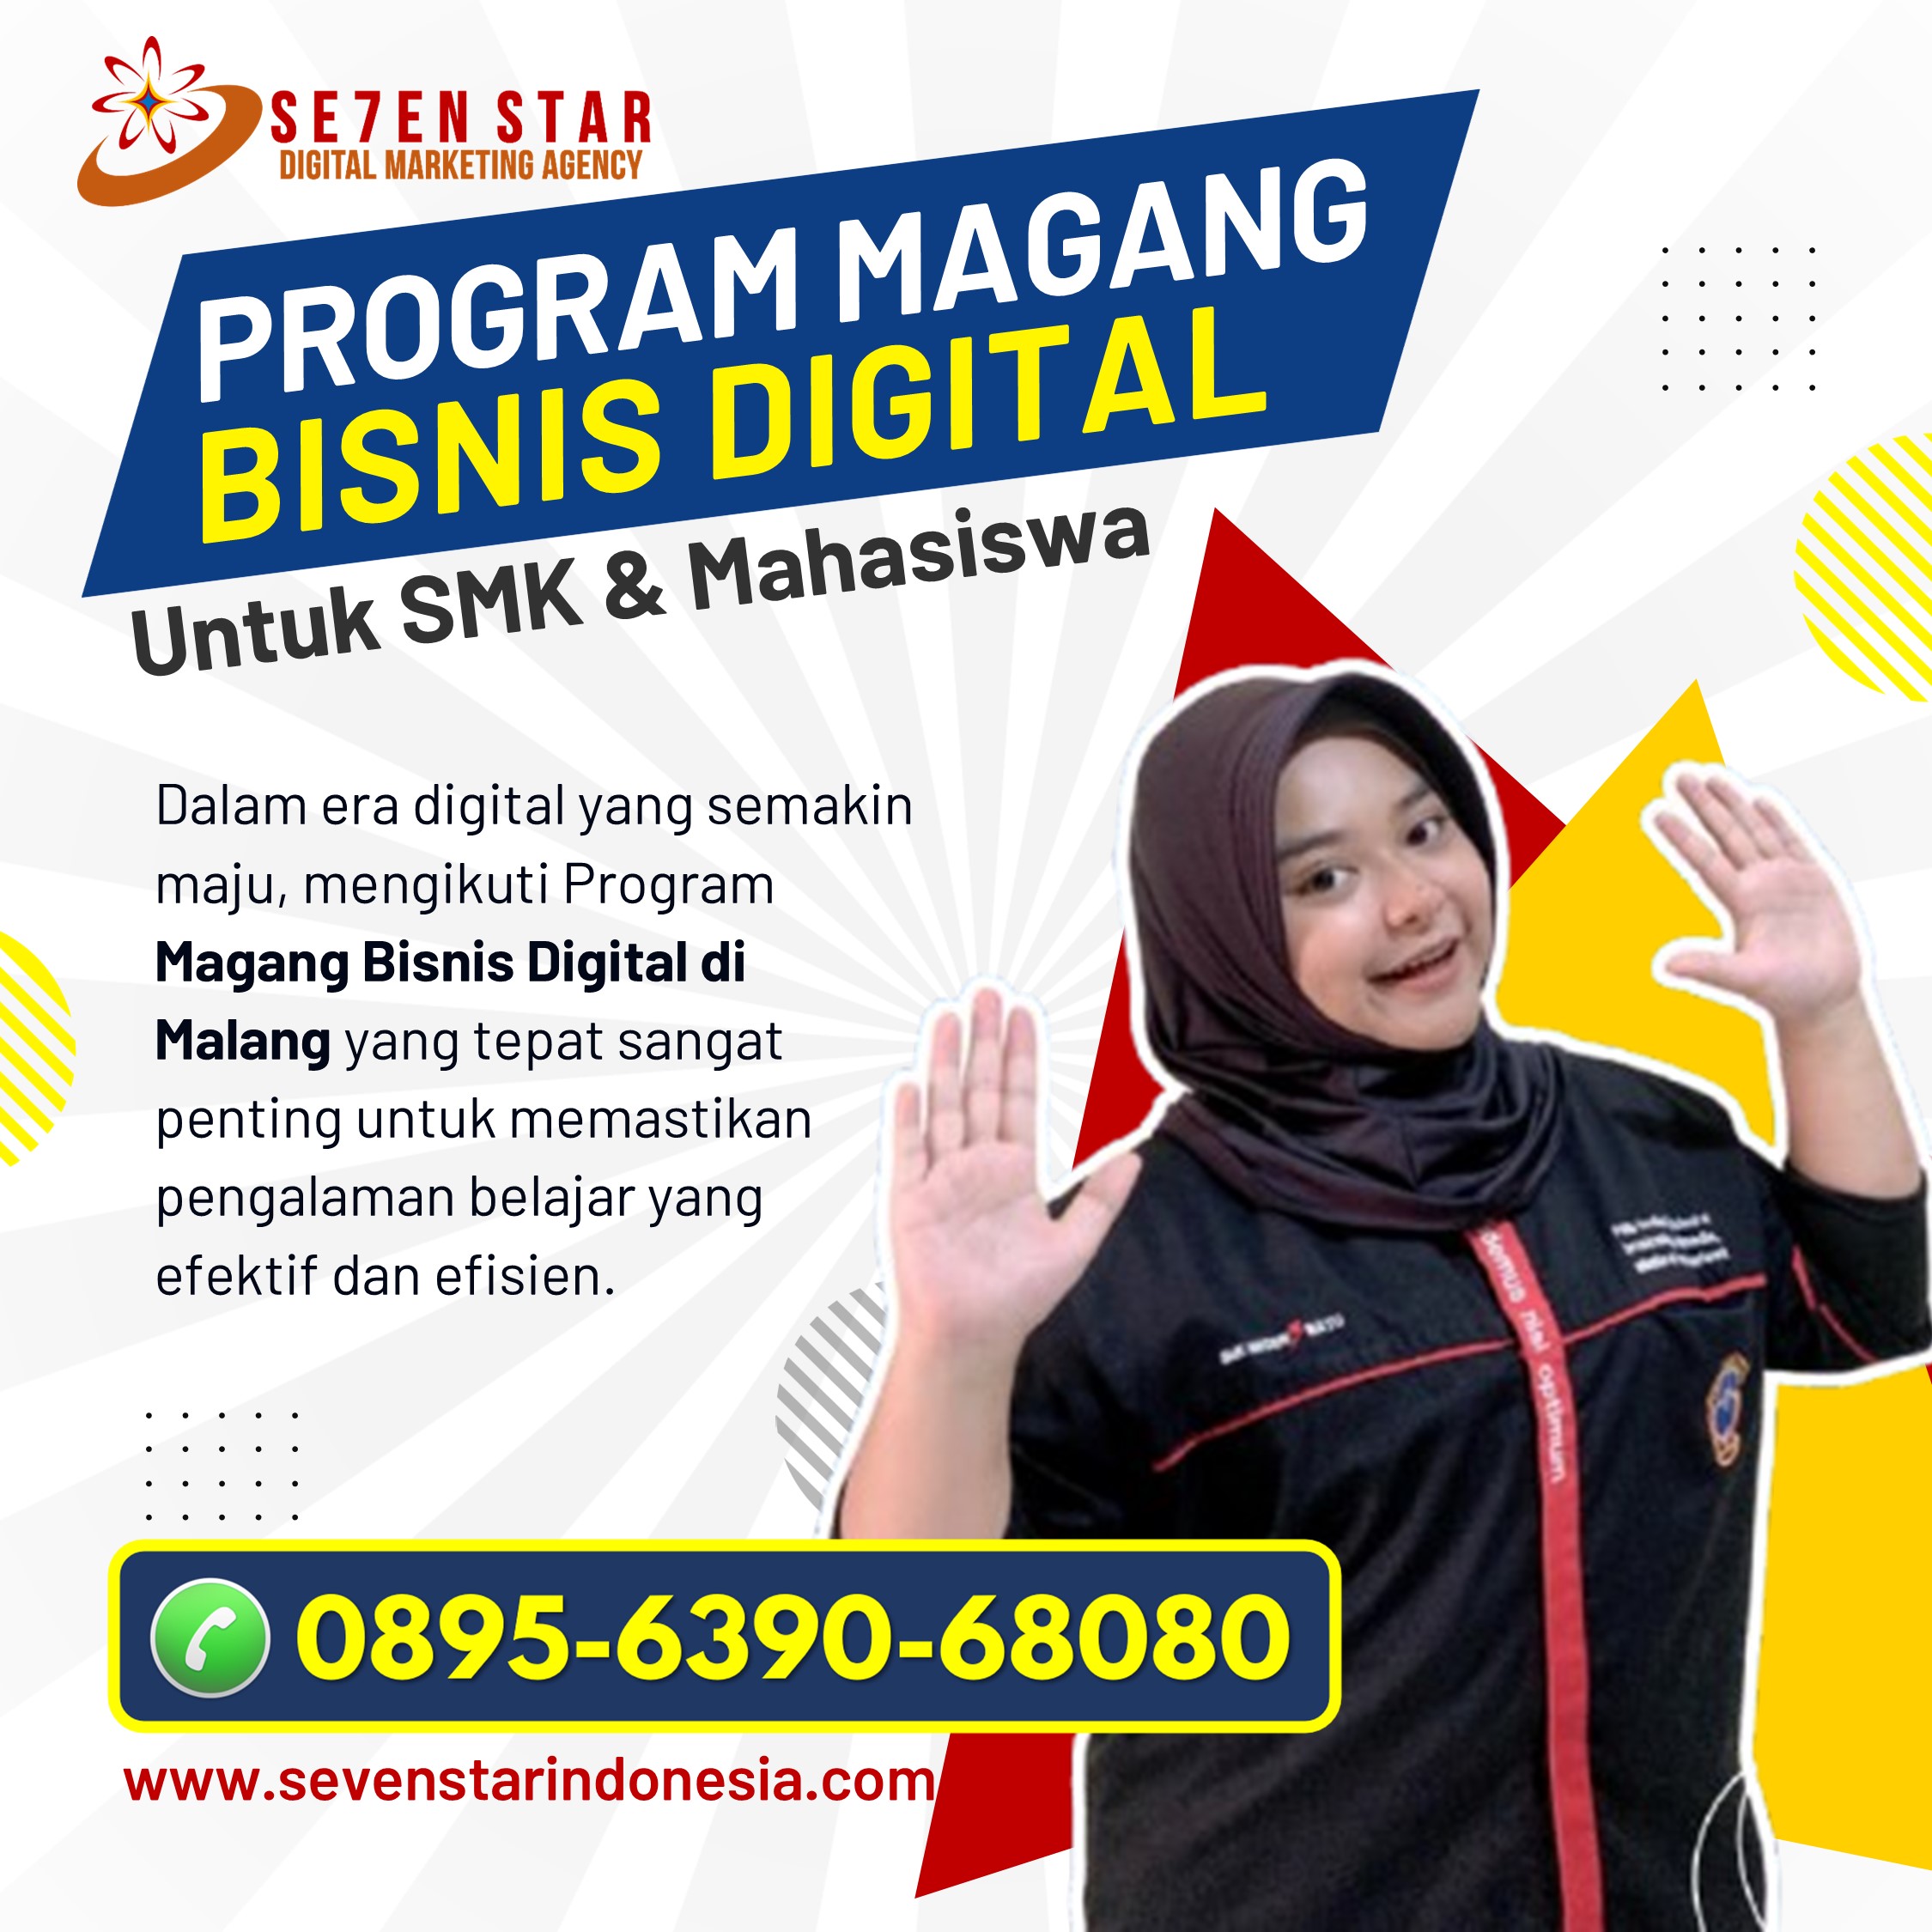 SE7EN STAR
DIGITAL MARKETING AGENCY
PROGRAM MAGANG
BISNIS DIGITAL
Untuk SMK & Mahasiswa
Dalam era digital yang semakin
maju, mengikuti Program
Magang Bisnis Digital di
Malang yang tepat sangat
penting untuk memastikan
pengalaman belajar yang
efektif dan efisien.
optimum
0895-6390-68080
www.sevenstarindonesia.com